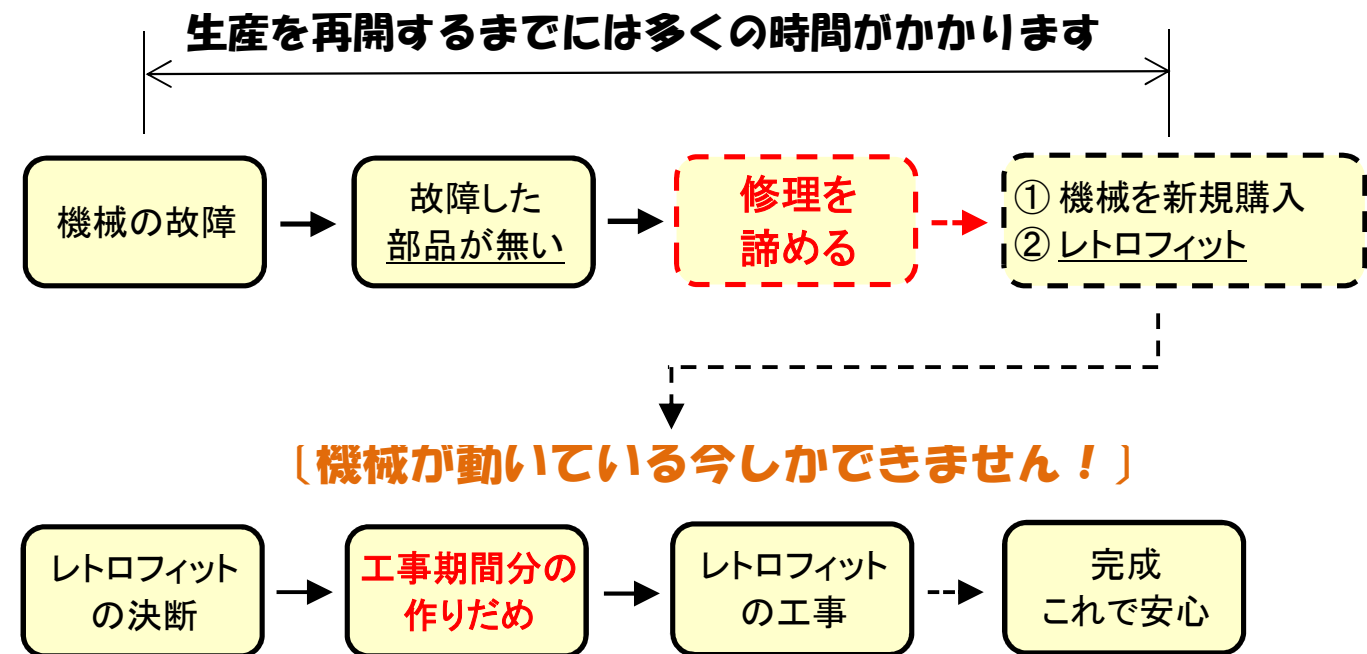 生産を再開するまでには多くの時間がかかります
機械の故障
故障した
部品が無い
修理を
諦める
① 機械を新規購入
② レトロフィット
〔機械が動いている今しかできません！〕
レトロフィット
の決断
工事期間分の
作りだめ
レトロフィット
の工事
完成
これで安心